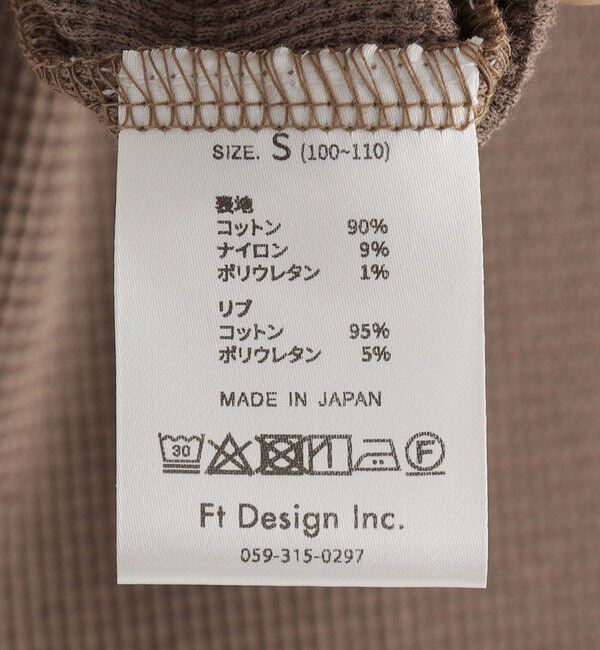 SIZE. S (100~110)
表地
コットン 90%
ナイロン 9%
ポリウレタン 1%
リブ
コットン 95%
ポリウレタン 5%
MADE IN JAPAN
30 F
Ft Design Inc.
059-315-0297